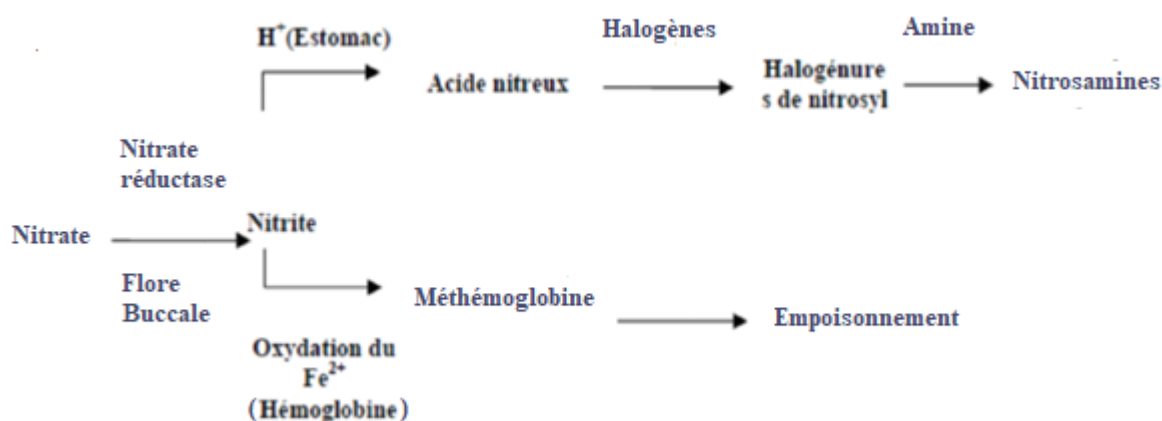 H⁺(Estomac)
Halogènes
Amine
Acide nitreux
Halogénure
s de nitrosyl
Nitrosamines
Nitrate
réductase
Nitrate
Nitrite
Flore
Buccale
Méthémoglobine
Empoisonnement
Oxydation du
Fe²⁺
(Hémoglobine)